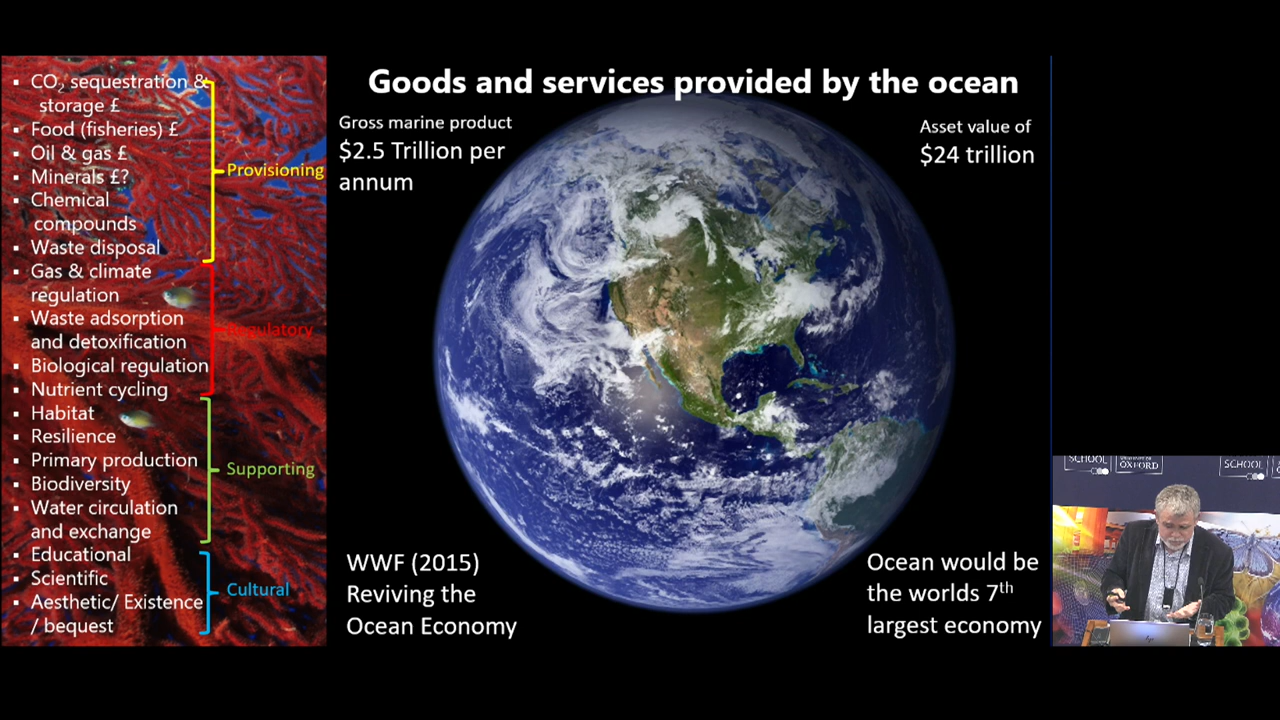 Goods and services provided by the ocean
▪ CO₂ sequestration &
storage £
▪ Food (fisheries) £
▪ Oil & gas £
▪ Minerals £?
▪ Chemical
compounds
▪ Waste disposal
Provisioning
▪ Gas & climate
regulation
▪ Waste adsorption
and detoxification
▪ Biological regulation
▪ Nutrient cycling
Regulatory
▪ Habitat
▪ Resilience
▪ Primary production
▪ Biodiversity
▪ Water circulation
and exchange
Supporting
▪ Educational
▪ Scientific
▪ Aesthetic/ Existence
/ bequest
Cultural
Gross marine product
$2.5 Trillion per
annum
Asset value of
$24 trillion
WWF (2015)
Reviving the
Ocean Economy
Ocean would be
the worlds 7th
largest economy
SCHOOL
OXFORD
SCHOOL